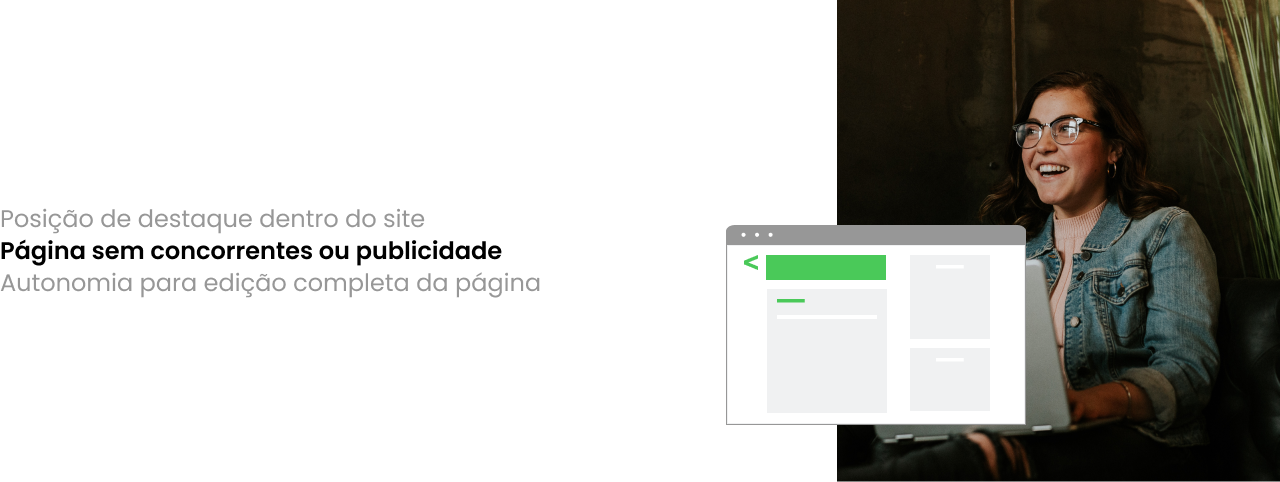 Posição de destaque dentro do site
Página sem concorrentes ou publicidade
Autonomia para edição completa da página